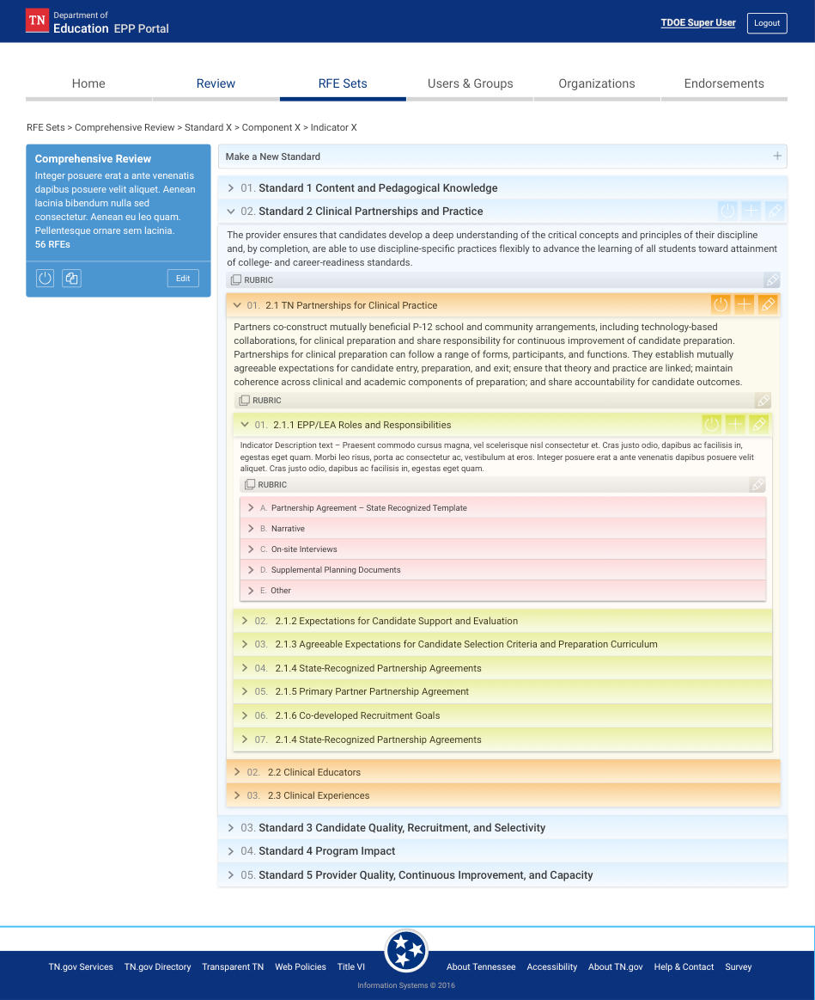 TN Department of
Education EPP Portal
TDOE Super User
Logout
Home Review RFE Sets Users & Groups Organizations Endorsements
RFE Sets > Comprehensive Review > Standard X > Component X > Indicator X
Comprehensive Review
Integer posuere erat a ante venenatis
dapibus posuere velit aliquet. Aenean
lacinia bibendum nulla sed
consectetur. Aenean eu leo quam.
Pellentesque ornare sem lacinia.
56 RFEs
Edit
Make a New Standard
01. Standard 1 Content and Pedagogical Knowledge
02. Standard 2 Clinical Partnerships and Practice
The provider ensures that candidates develop a deep understanding of the critical concepts and principles of their discipline
and, by completion, are able to use discipline-specific practices flexibly to advance the learning of all students toward attainment
of college- and career-readiness standards.
RUBRIC
01. 2.1 TN Partnerships for Clinical Practice
Partners co-construct mutually beneficial P-12 school and community arrangements, including technology-based
collaborations, for clinical preparation and share responsibility for continuous improvement of candidate preparation.
Partnerships for clinical preparation can follow a range of forms, participants, and functions. They establish mutually
agreeable expectations for candidate entry, preparation, and exit; ensure that theory and practice are linked; maintain
coherence across clinical and academic components of preparation; and share accountability for candidate outcomes.
RUBRIC
01. 2.1.1 EPP/LEA Roles and Responsibilities
Indicator Description text – Praesent commodo cursus magna, vel scelerisque nisl consectetur et. Cras justo odio, dapibus ac facilisis in,
egestas eget quam. Morbi leo risus, porta ac consectetur ac, vestibulum at eros. Integer posuere erat a ante venenatis dapibus posuere velit
aliquet. Cras justo odio, dapibus ac facilisis in, egestas eget quam.
RUBRIC
A. Partnership Agreement – State Recognized Template
B. Narrative
C. On-site Interviews
D. Supplemental Planning Documents
E. Other
02. 2.1.2 Expectations for Candidate Support and Evaluation
03. 2.1.3 Agreeable Expectations for Candidate Selection Criteria and Preparation Curriculum
04. 2.1.4 State-Recognized Partnership Agreements
05. 2.1.5 Primary Partner Partnership Agreement
06. 2.1.6 Co-developed Recruitment Goals
07. 2.1.4 State-Recognized Partnership Agreements
02. 2.2 Clinical Educators
03. 2.3 Clinical Experiences
03. Standard 3 Candidate Quality, Recruitment, and Selectivity
04. Standard 4 Program Impact
05. Standard 5 Provider Quality, Continuous Improvement, and Capacity
TN.gov Services TN.gov Directory Transparent TN Web Policies Title VI About Tennessee Accessibility About TN.gov Help & Contact Survey
Information Systems © 2016